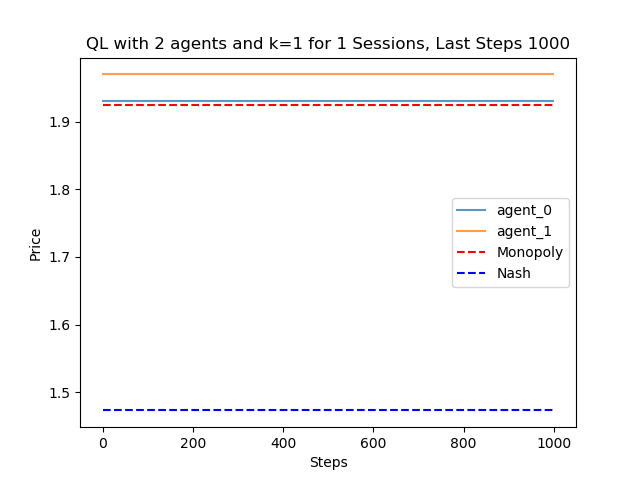 QL with 2 agents and k=1 for 1 Sessions, Last Steps 1000
Price
1.9
1.8
1.7
1.6
1.5
agent_0
agent_1
Monopoly
Nash
0 200 400 600 800 1000
Steps